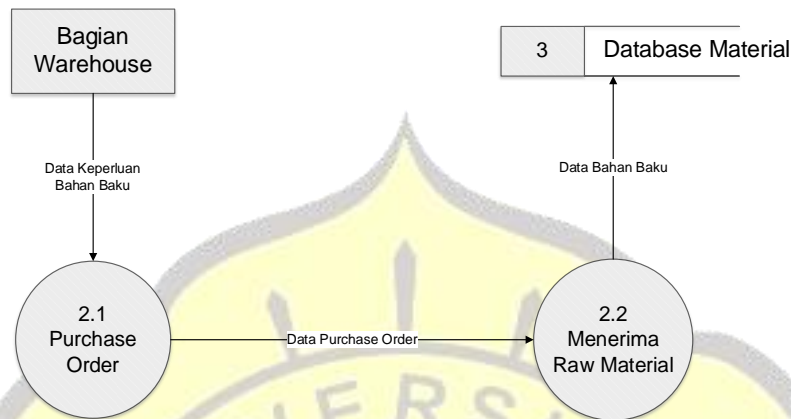 Bagian
Warehouse
3
Database Material
Data Keperluan
Bahan Baku
Data Bahan Baku
2.1
Purchase
Order
Data Purchase Order
2.2
Menerima
Raw Material